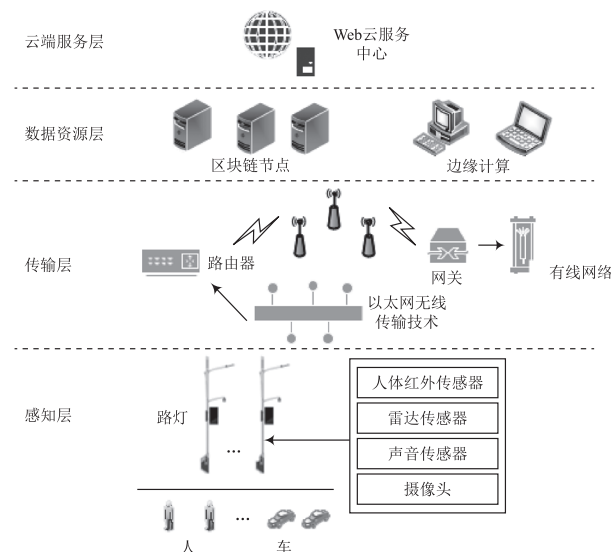 云端服务层
Web云服务
中心
数据资源层
区块链节点
边缘计算
传输层
路由器
网关
有线网络
以太网无线
传输技术
感知层
路灯
...
人体红外传感器
雷达传感器
声音传感器
摄像头
...
人
车